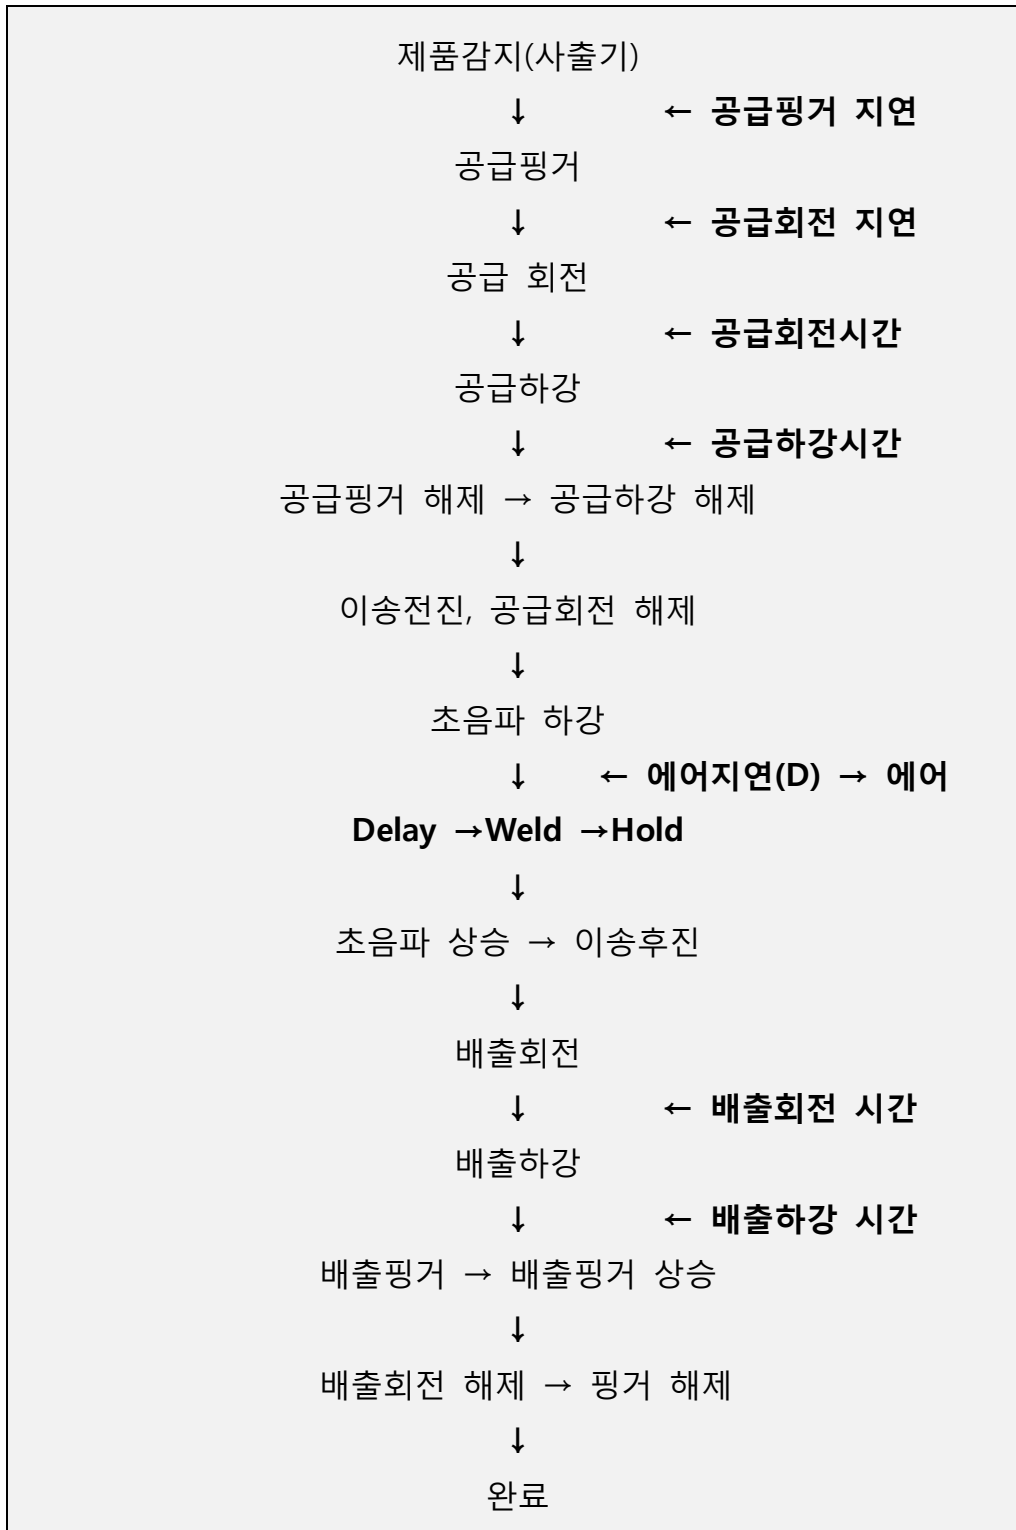 제품감지(사출기)
↓ ← 공급핑거 지연
공급핑거
↓ ← 공급회전 지연
공급 회전
↓ ← 공급회전시간
공급하강
↓ ← 공급하강시간
공급핑거 해제 → 공급하강 해제
↓
이송전진, 공급회전 해제
↓
초음파 하강
↓ ← 에어지연(D) → 에어
Delay →Weld →Hold
↓
초음파 상승 → 이송후진
↓
배출회전
↓ ← 배출회전 시간
배출하강
↓ ← 배출하강 시간
배출핑거 → 배출핑거 상승
↓
배출회전 해제 → 핑거 해제
↓
완료